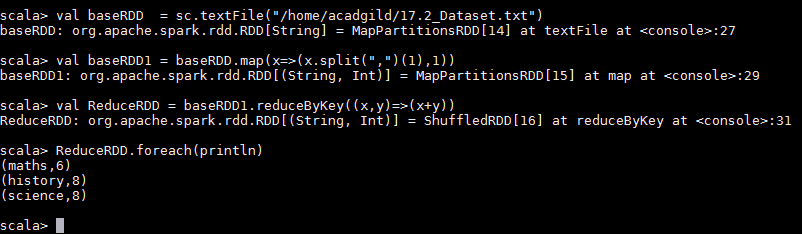 scala> val baseRDD  = sc.textFile("/home/acadgild/17.2_Dataset.txt")
baseRDD: org.apache.spark.rdd.RDD[String] = MapPartitionsRDD[14] at textFile at <console>:27
scala> val baseRDD1 = baseRDD.map(x=>(x.split(",")(1),1))
baseRDD1: org.apache.spark.rdd.RDD[(String, Int)] = MapPartitionsRDD[15] at map at <console>:29
scala> val ReduceRDD = baseRDD1.reduceByKey((x,y)=>(x+y))
ReduceRDD: org.apache.spark.rdd.RDD[(String, Int)] = ShuffledRDD[16] at reduceByKey at <console>:31
scala> ReduceRDD.foreach(println)
(maths,6)
(history,8)
(science,8)
scala>